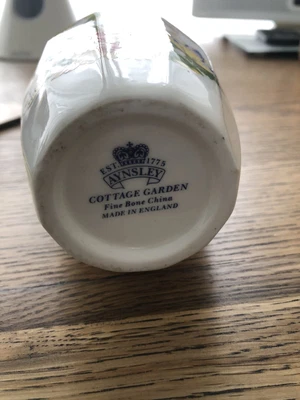 EST 1775
AYNSLEY
COTTAGE GARDEN
Fine Bone China
MADE IN ENGLAND